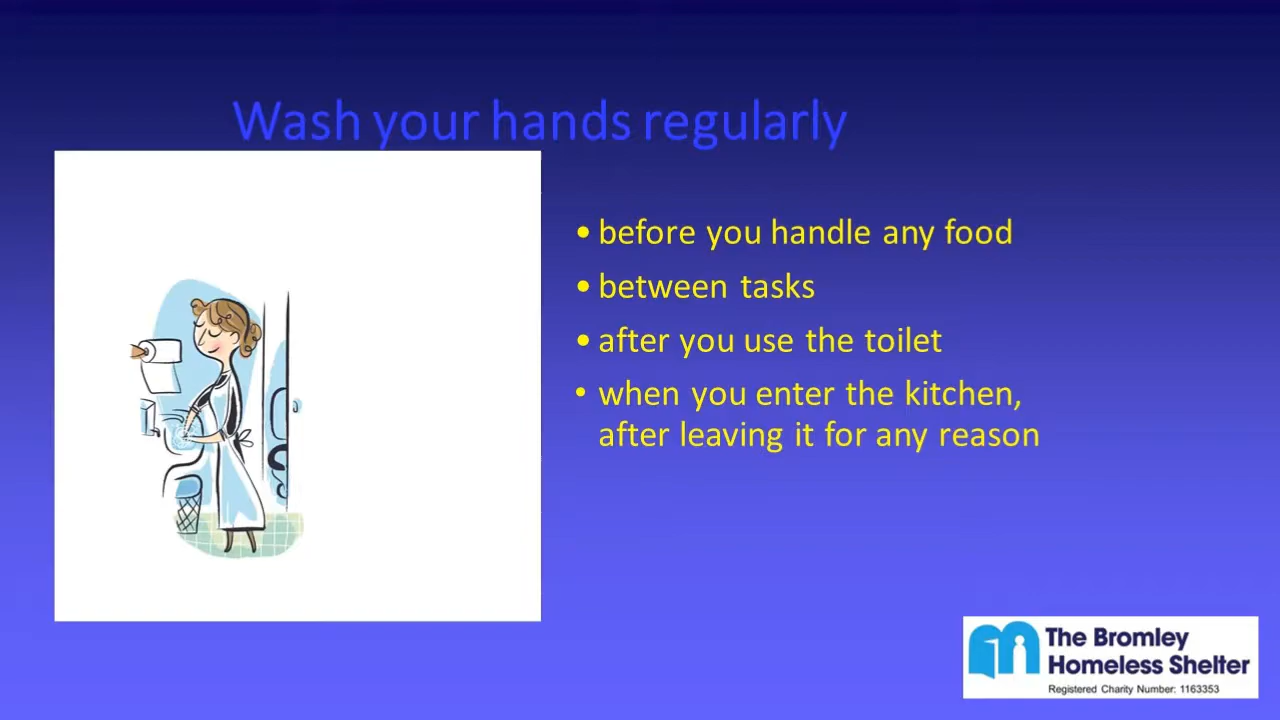 Wash your hands regularly
• before you handle any food
• between tasks
• after you use the toilet
• when you enter the kitchen,
after leaving it for any reason
The Bromley
Homeless Shelter
Registered Charity Number: 1163353